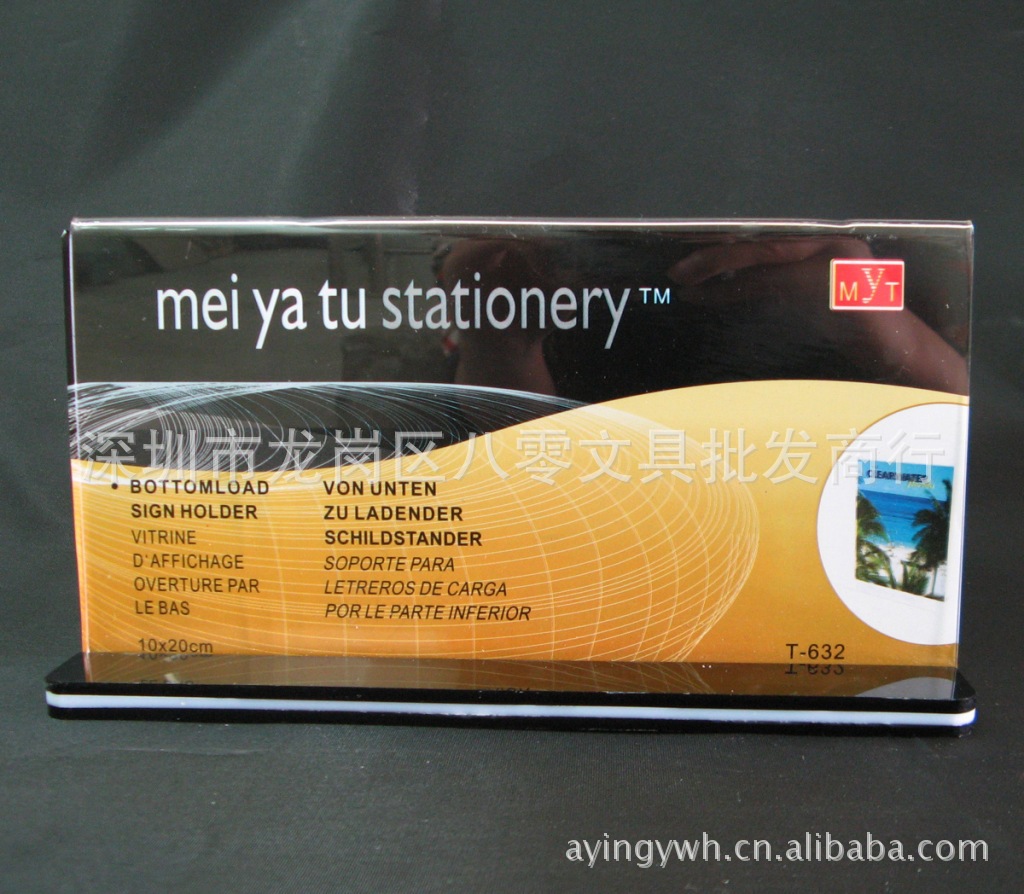 mei ya tu stationery™
MYT
深圳市龙岗区八零文具批发商行
• BOTTOMLOAD
SIGN HOLDER
VITRINE
D'AFFICHAGE
OVERTURE PAR
LE BAS
VON UNTEN
ZU LADENDER
SCHILDSTANDER
SOPORTE PARA
LETREROS DE CARGA
POR LE PARTE INFERIOR
10x20cm
T-632
ayingywh.cn.alibaba.com